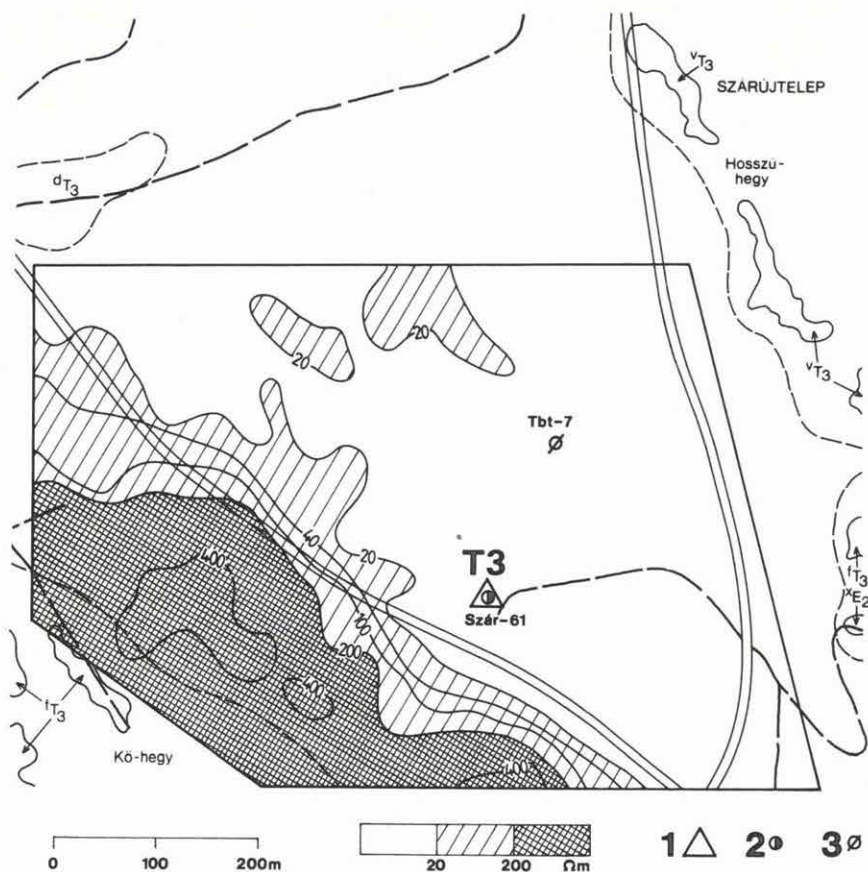 vT3
SZÁRÚJTELEP
Hosszú-
hegy
dT3
20
20
vT3
Tbt-7
40
20
T3
400
Szár-61
100
200
fT3
xE2
400
fT3
Kő-hegy
400
0 100 200m
20 200 Ωm
1 2 3